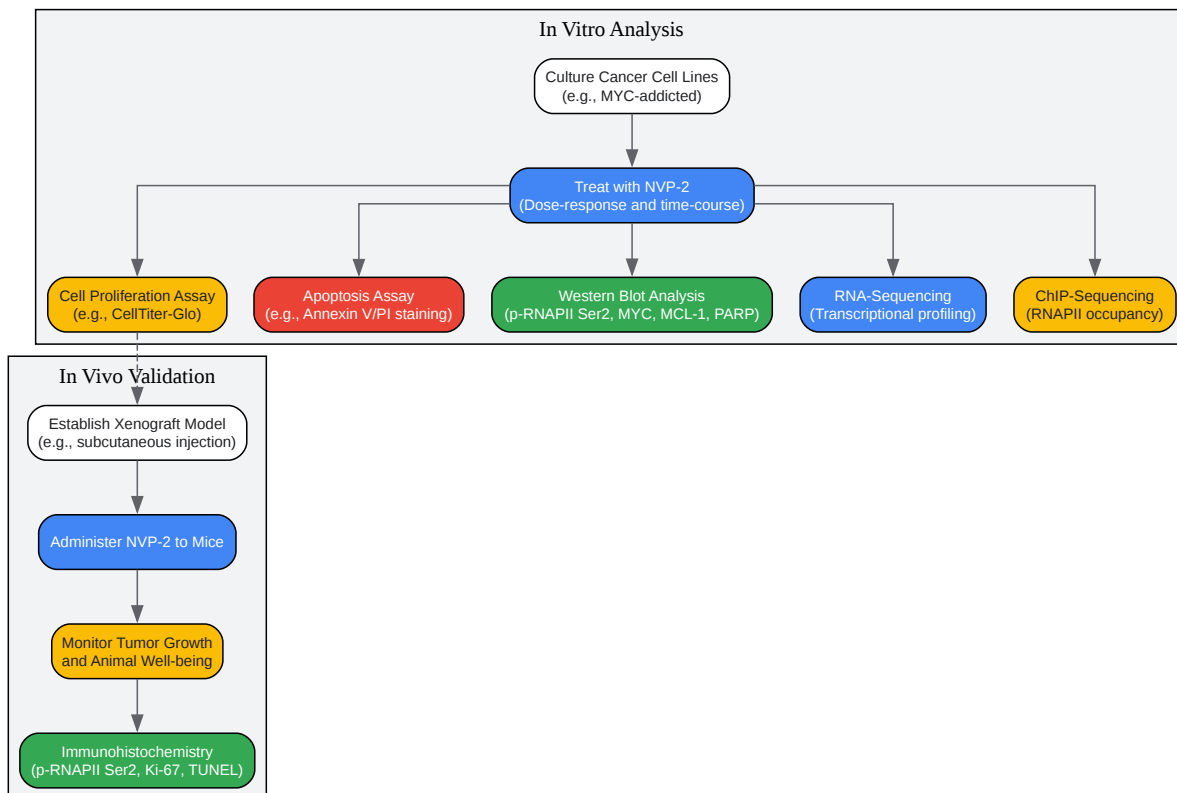 In Vitro Analysis
Culture Cancer Cell Lines
(e.g., MYC-addicted)
Treat with NVP-2
(Dose-response and time-course)
Cell Proliferation Assay
(e.g., CellTiter-Glo)
Apoptosis Assay
(e.g., Annexin V/PI staining)
Western Blot Analysis
(p-RNAPII Ser2, MYC, MCL-1, PARP)
RNA-Sequencing
(Transcriptional profiling)
ChIP-Sequencing
(RNAPII occupancy)
In Vivo Validation
Establish Xenograft Model
(e.g., subcutaneous injection)
Administer NVP-2 to Mice
Monitor Tumor Growth
and Animal Well-being
Immunohistochemistry
(p-RNAPII Ser2, Ki-67, TUNEL)